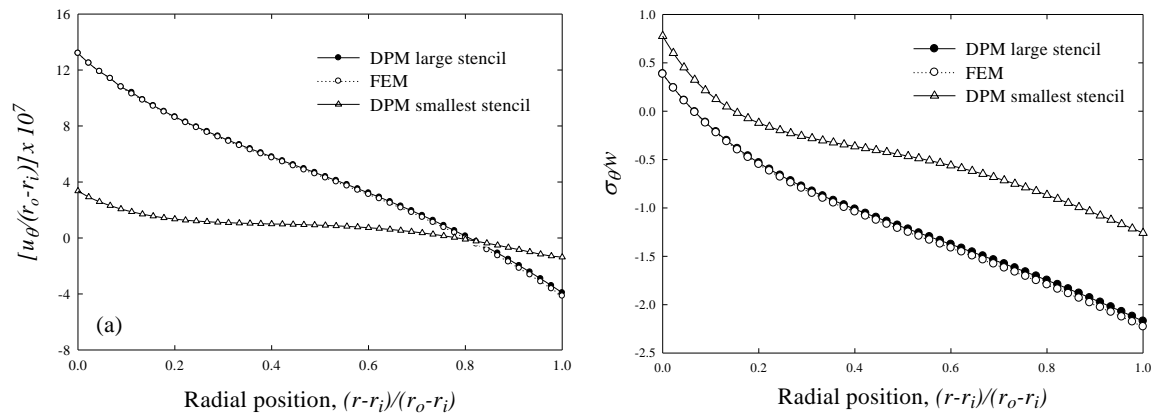 16
12
8
4
0
-4
-8
[u_θ/(r_o-r_i)] x 10^7
DPM large stencil
FEM
DPM smallest stencil
(a)
0.0 0.2 0.4 0.6 0.8 1.0
Radial position, (r-r_i)/(r_o-r_i)
1.0
0.5
0.0
-0.5
-1.0
-1.5
-2.0
-2.5
σ_θ/w
DPM large stencil
FEM
DPM smallest stencil
0.0 0.2 0.4 0.6 0.8 1.0
Radial position, (r-r_i)/(r_o-r_i)